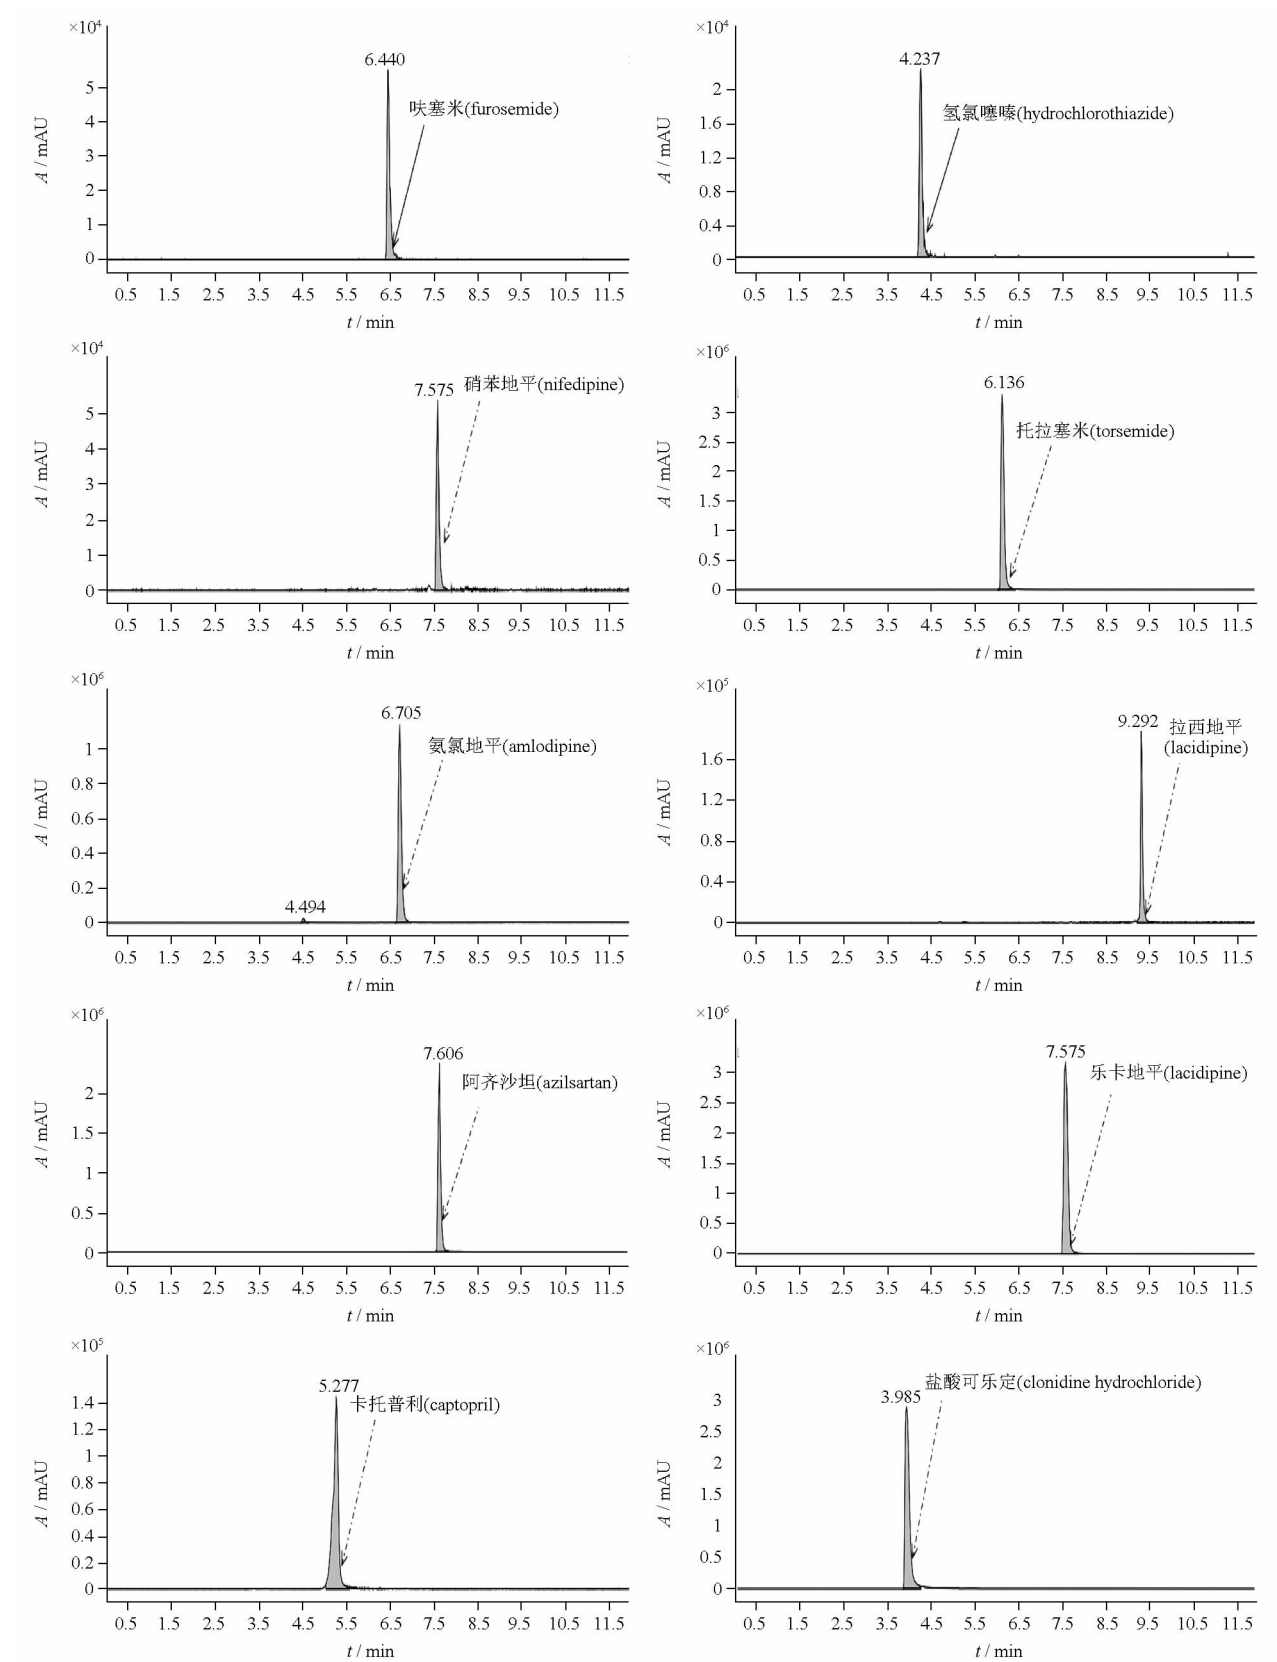 ×10⁴
6.440
呋塞米(furosemide)
A / mAU
5
4
3
2
1
0
0.5 1.5 2.5 3.5 4.5 5.5 6.5 7.5 8.5 9.5 10.5 11.5
t / min
×10⁴
4.237
氢氯噻嗪(hydrochlorothiazide)
A / mAU
2
1.6
1.2
0.8
0.4
0
0.5 1.5 2.5 3.5 4.5 5.5 6.5 7.5 8.5 9.5 10.5 11.5
t / min
×10⁴
7.575
硝苯地平(nifedipine)
A / mAU
5
4
3
2
1
0
0.5 1.5 2.5 3.5 4.5 5.5 6.5 7.5 8.5 9.5 10.5 11.5
t / min
×10⁶
6.136
托拉塞米(torsemide)
A / mAU
3
2.5
2
1.5
1
0.5
0
0.5 1.5 2.5 3.5 4.5 5.5 6.5 7.5 8.5 9.5 10.5 11.5
t / min
×10⁶
6.705
氨氯地平(amlodipine)
A / mAU
1
0.8
0.6
0.4
0.2
0
4.494
0.5 1.5 2.5 3.5 4.5 5.5 6.5 7.5 8.5 9.5 10.5 11.5
t / min
×10⁵
9.292
拉西地平
(lacidipine)
A / mAU
1.6
1.2
0.8
0.4
0
0.5 1.5 2.5 3.5 4.5 5.5 6.5 7.5 8.5 9.5 10.5 11.5
t / min
×10⁶
7.606
阿齐沙坦(azilsartan)
A / mAU
2
1.5
1
0.5
0
0.5 1.5 2.5 3.5 4.5 5.5 6.5 7.5 8.5 9.5 10.5 11.5
t / min
×10⁶
7.575
乐卡地平(lacidipine)
A / mAU
3
2.5
2
1.5
1
0.5
0
0.5 1.5 2.5 3.5 4.5 5.5 6.5 7.5 8.5 9.5 10.5 11.5
t / min
×10⁵
5.277
卡托普利(captopril)
A / mAU
1.4
1.2
1
0.8
0.6
0.4
0.2
0
0.5 1.5 2.5 3.5 4.5 5.5 6.5 7.5 8.5 9.5 10.5 11.5
t / min
×10⁶
3.985
盐酸可乐定(clonidine hydrochloride)
A / mAU
3
2.5
2
1.5
1
0.5
0
0.5 1.5 2.5 3.5 4.5 5.5 6.5 7.5 8.5 9.5 10.5 11.5
t / min